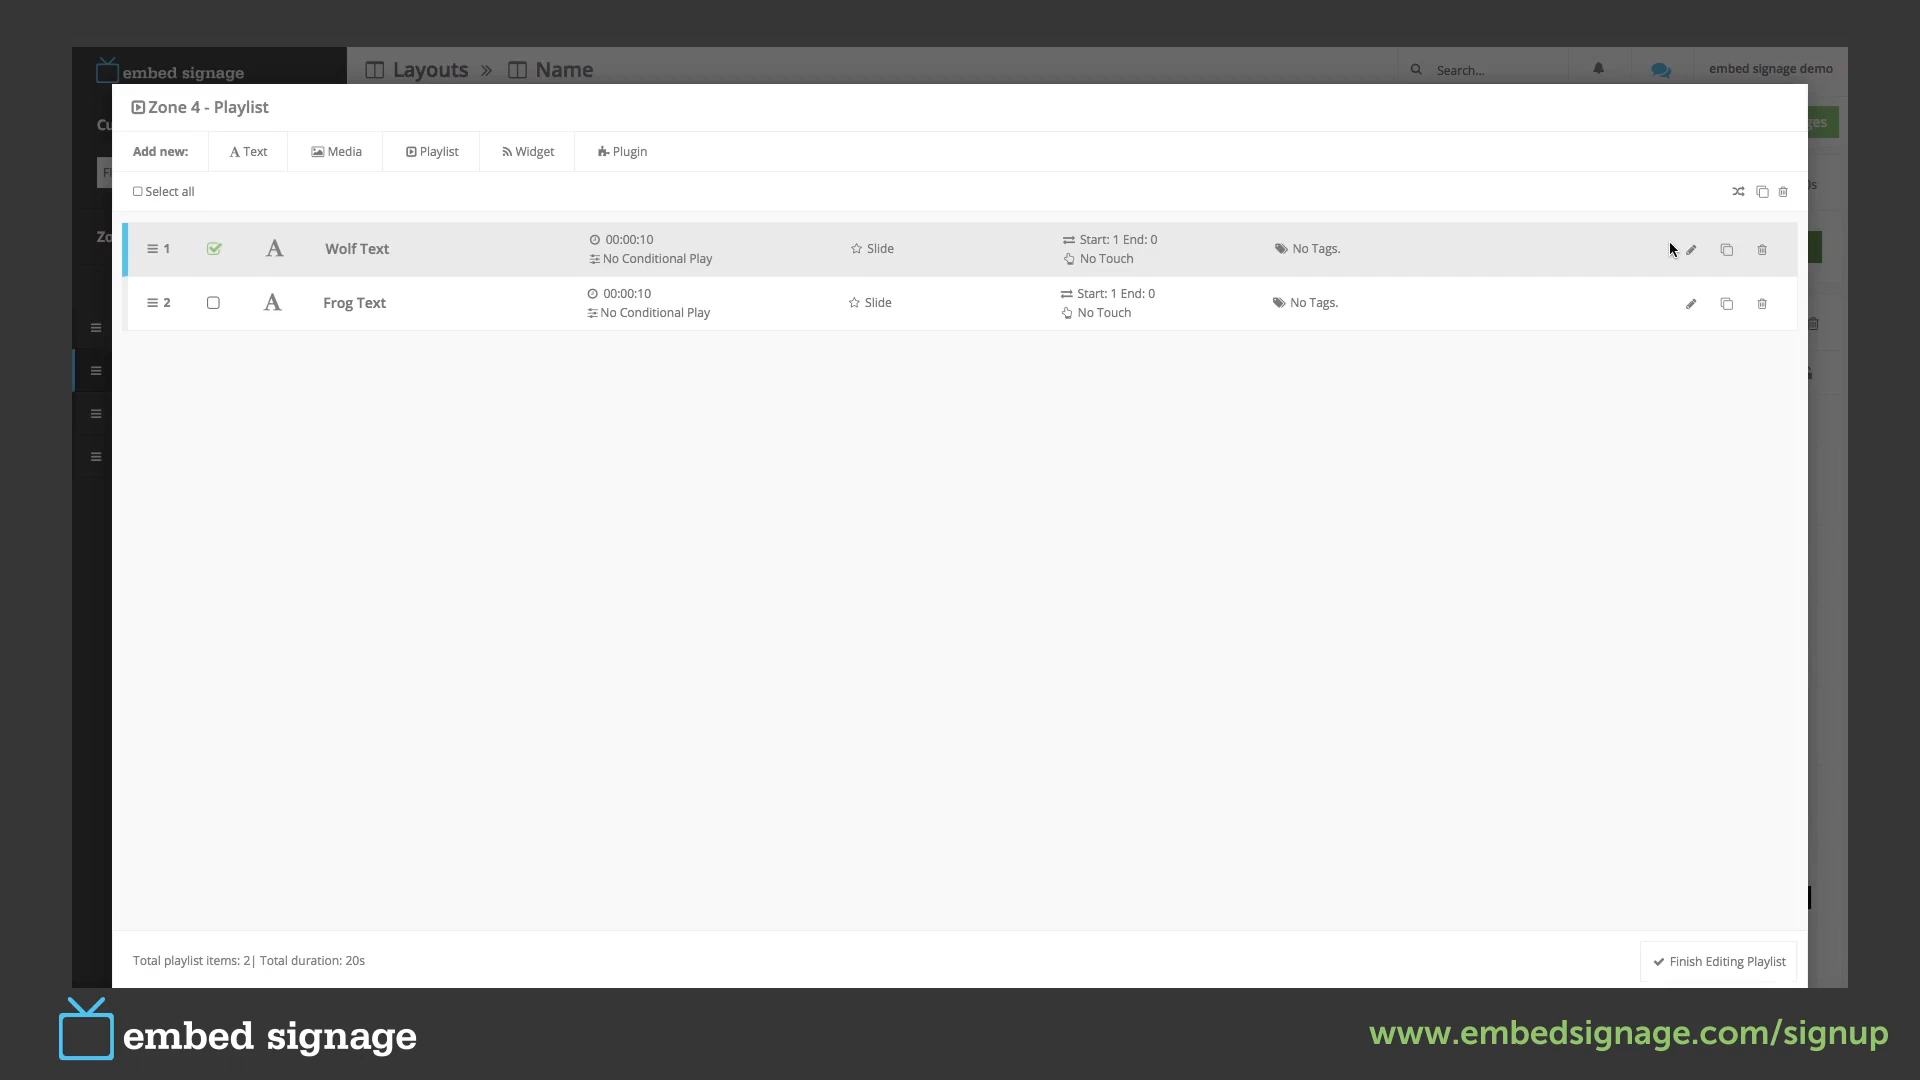 embed signage
Layouts » Name
Search...
embed signage demo
Zone 4 - Playlist
Add new: Text Media Playlist Widget Plugin
Select all
1 Wolf Text 00:00:10 No Conditional Play Slide Start: 1 End: 0 No Touch No Tags.
2 Frog Text 00:00:10 No Conditional Play Slide Start: 1 End: 0 No Touch No Tags.
Total playlist items: 2| Total duration: 20s
Finish Editing Playlist
embed signage
www.embedsignage.com/signup